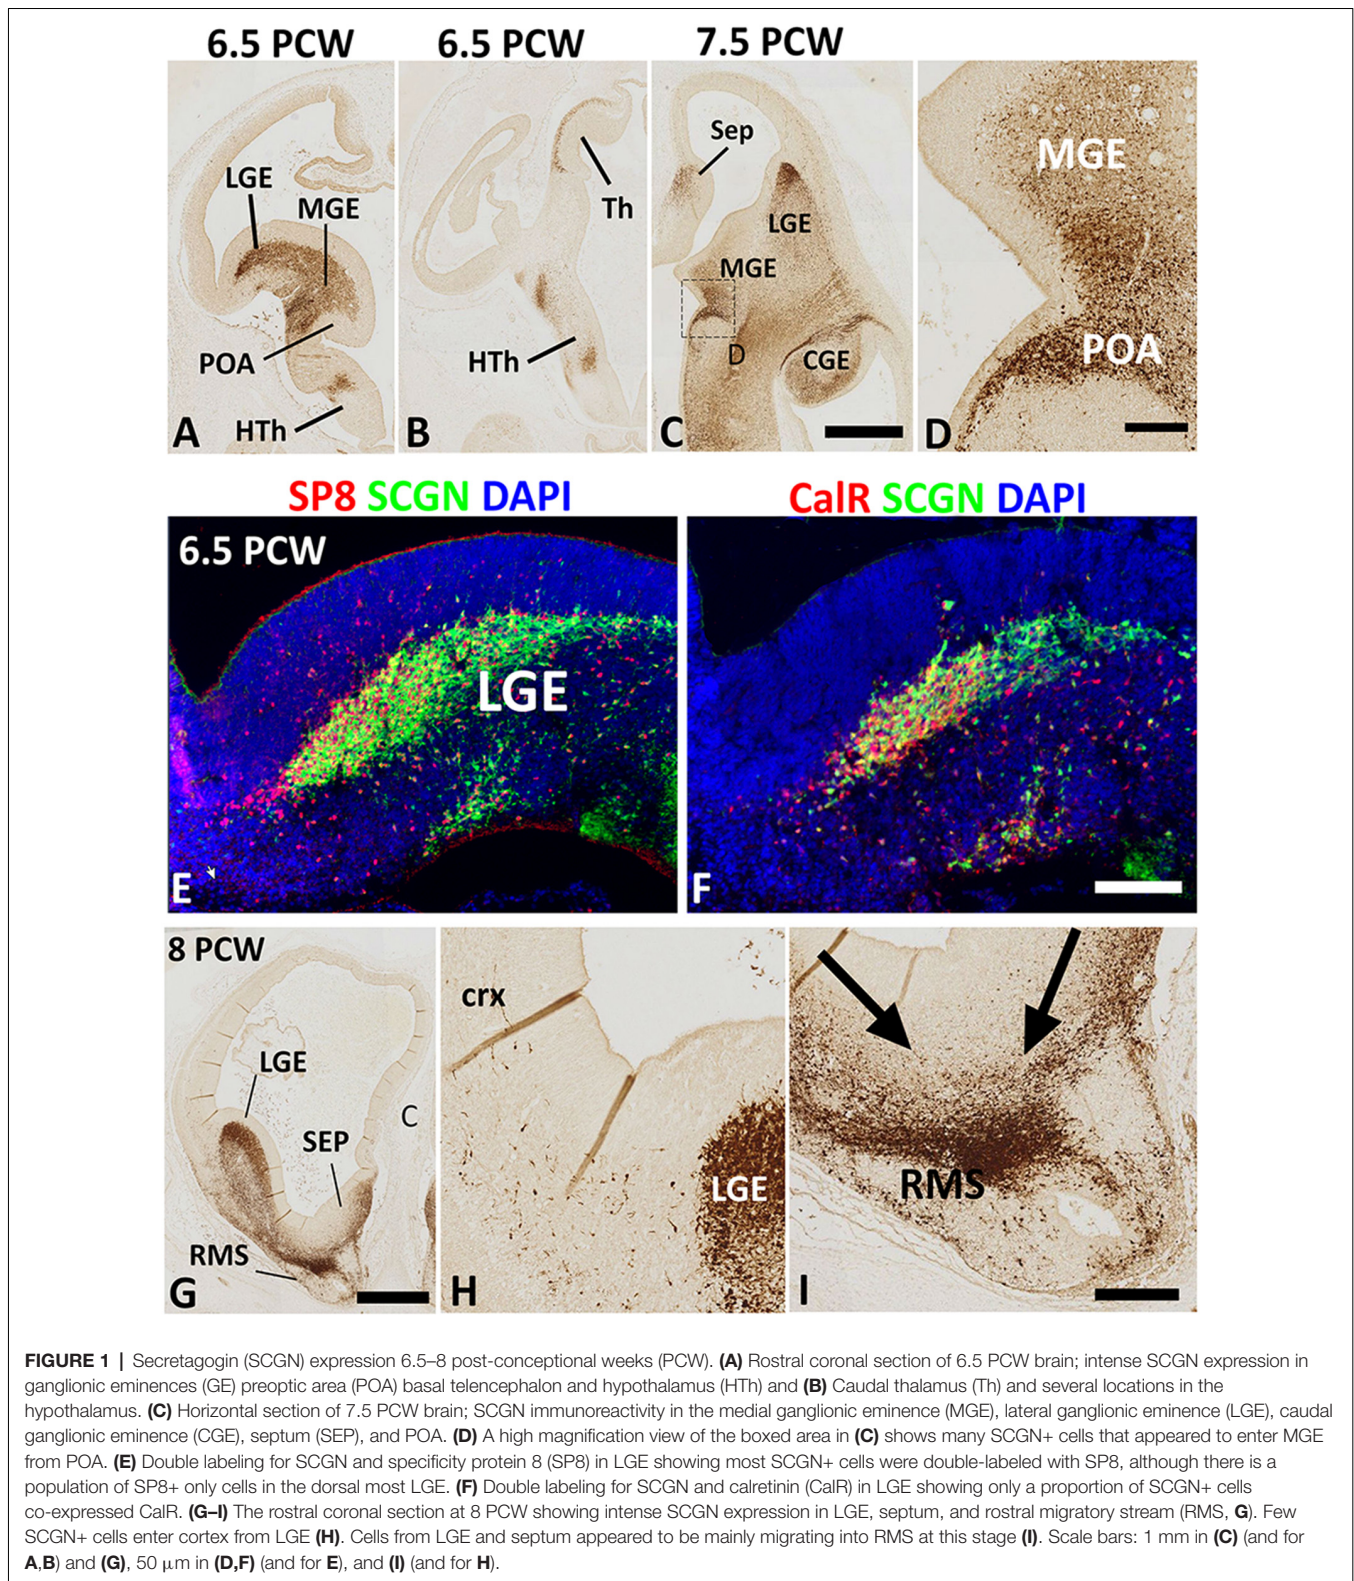 6.5 PCW
6.5 PCW
7.5 PCW
LGE
MGE
POA
HTh
A
Th
HTh
B
Sep
LGE
MGE
D
CGE
C
MGE
POA
D
SP8 SCGN DAPI
CalR SCGN DAPI
6.5 PCW
LGE
E
F
8 PCW
LGE
C
SEP
RMS
G
crx
LGE
H
RMS
I
FIGURE 1 | Secretagogin (SCGN) expression 6.5–8 post-conceptional weeks (PCW). (A) Rostral coronal section of 6.5 PCW brain; intense SCGN expression in
ganglionic eminences (GE) preoptic area (POA) basal telencephalon and hypothalamus (HTh) and (B) Caudal thalamus (Th) and several locations in the
hypothalamus. (C) Horizontal section of 7.5 PCW brain; SCGN immunoreactivity in the medial ganglionic eminence (MGE), lateral ganglionic eminence (LGE), caudal
ganglionic eminence (CGE), septum (SEP), and POA. (D) A high magnification view of the boxed area in (C) shows many SCGN+ cells that appeared to enter MGE
from POA. (E) Double labeling for SCGN and specificity protein 8 (SP8) in LGE showing most SCGN+ cells were double-labeled with SP8, although there is a
population of SP8+ only cells in the dorsal most LGE. (F) Double labeling for SCGN and calretinin (CalR) in LGE showing only a proportion of SCGN+ cells
co-expressed CalR. (G–I) The rostral coronal section at 8 PCW showing intense SCGN expression in LGE, septum, and rostral migratory stream (RMS, G). Few
SCGN+ cells enter cortex from LGE (H). Cells from LGE and septum appeared to be mainly migrating into RMS at this stage (I). Scale bars: 1 mm in (C) (and for
A,B) and (G), 50 μm in (D,F) (and for E), and (I) (and for H).